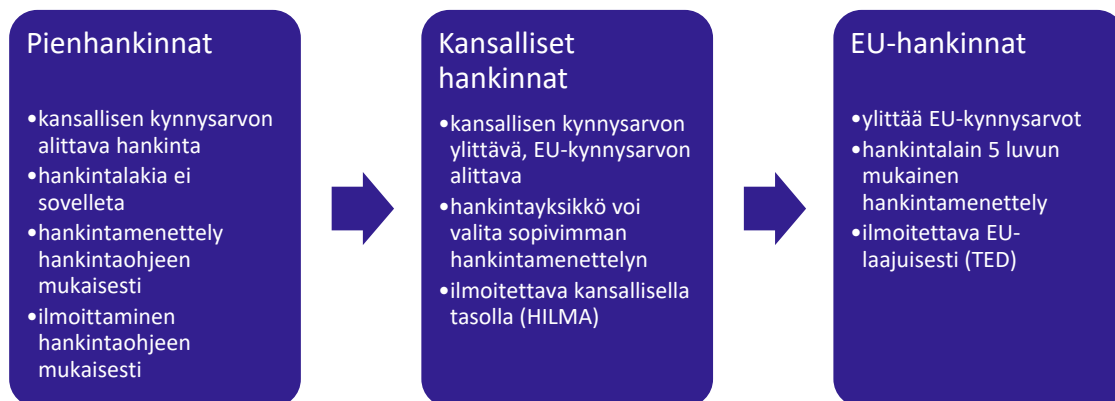 Pienhankinnat
•kansallisen kynnysarvon
alittava hankinta
•hankintalakia ei
sovelleta
•hankintamenettely
hankintaohjeen
mukaisesti
•ilmoittaminen
hankintaohjeen
mukaisesti
Kansalliset
hankinnat
•kansallisen kynnysarvon
ylittävä, EU-kynnysarvon
alittava
•hankintayksikkö voi
valita sopivimman
hankintamenettelyn
•ilmoitettava kansallisella
tasolla (HILMA)
EU-hankinnat
•ylittää EU-kynnysarvot
•hankintalain 5 luvun
mukainen
hankintamenettely
•ilmoitettava EU-
laajuisesti (TED)